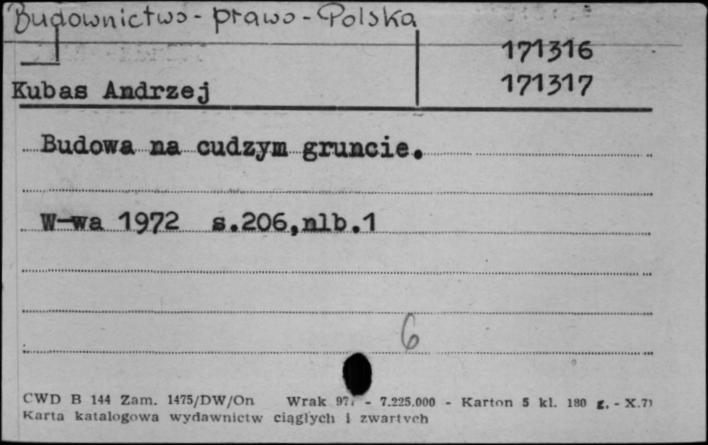 Budownictwo - prawo - Polska
171316
Kubas Andrzej 171317
Budowa na cudzym gruncie.
W-wa 1972 s.206,nlb.1
6
CWD B 144 Zam. 1475/DW/On Wrak - 7.225.000 - Karton 5 kl. 180 g. - X.71
Karta katalogowa wydawnictw ciągłych i zwartych